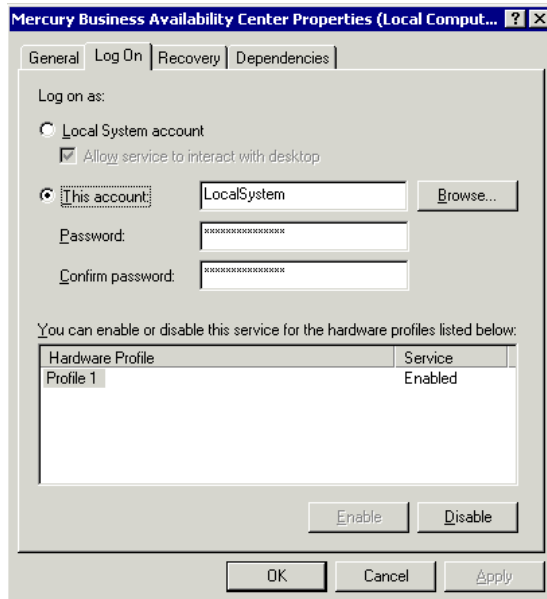 Mercury Business Availability Center Properties (Local Comput...
General Log On Recovery Dependencies
Log on as:
Local System account
Allow service to interact with desktop
This account: LocalSystem Browse...
Password: ***************
Confirm password: ***************
You can enable or disable this service for the hardware profiles listed below:
Hardware Profile Service
Profile 1 Enabled
Enable Disable
OK Cancel Apply